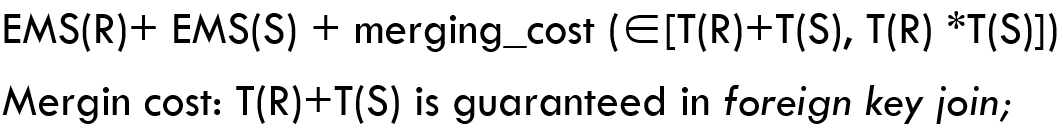 EMS(R)+ EMS(S) + merging_cost (∈[T(R)+T(S), T(R) *T(S)])
Mergin cost: T(R)+T(S) is guaranteed in foreign key join;